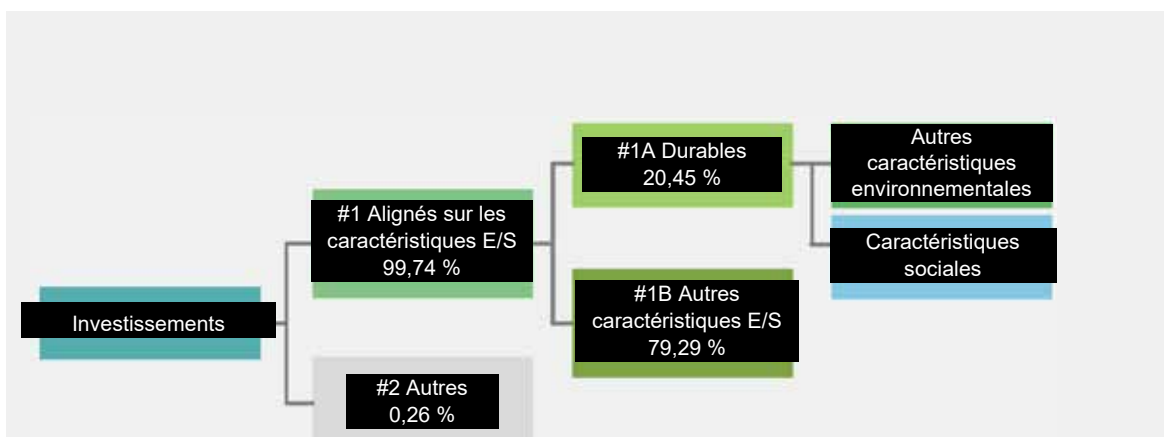 Investissements
#1 Alignés sur les
caractéristiques E/S
99,74 %
#2 Autres
0,26 %
#1A Durables
20,45 %
#1B Autres
caractéristiques E/S
79,29 %
Autres
caractéristiques
environnementales
Caractéristiques
sociales